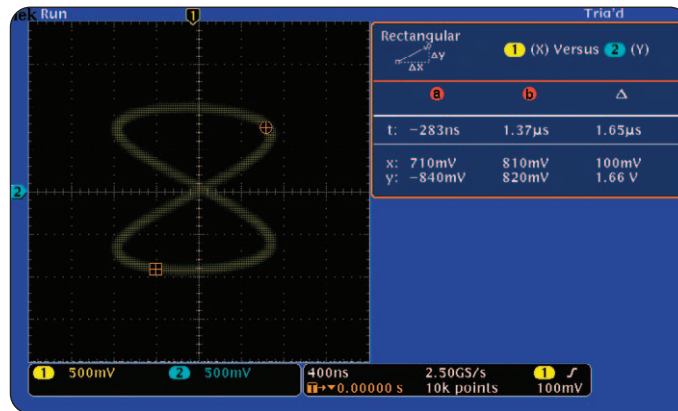 ek Run
Trig'd
1
Rectangular
ΔY
ΔX
1 (X) Versus 2 (Y)
a b Δ
t: -283ns 1.37µs 1.65µs
x: 710mV 810mV 100mV
y: -840mV 820mV 1.66 V
2
1 500mV 2 500mV
400ns 2.50GS/s 1
T→▼0.00000 s 10k points 100mV